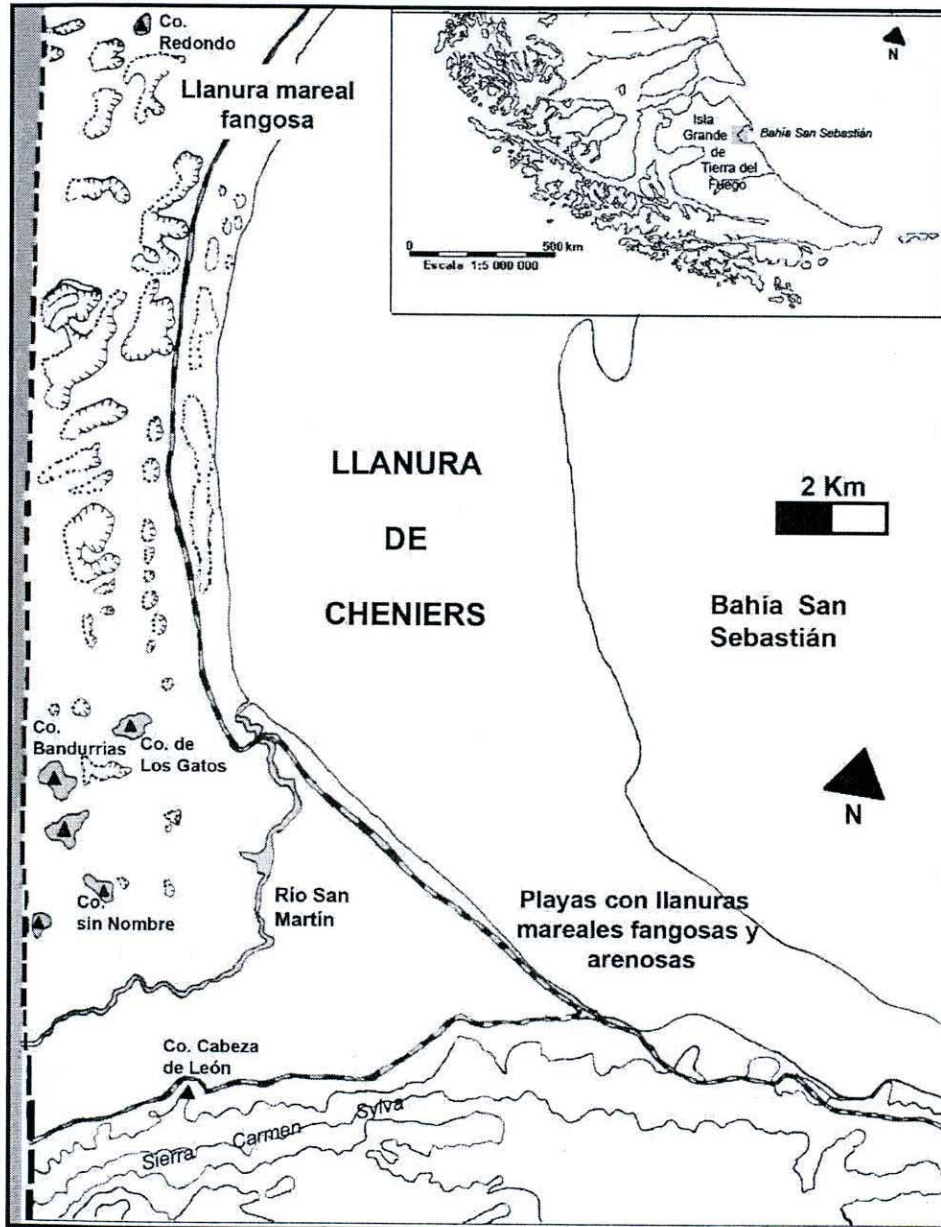 Co.
Redondo
Llanura mareal
fangosa
N
Isla
Grande
de
Tierra del
Fuego
Bahía San Sebastián
0 500 km
Escala 1:5 000 000
LLANURA
DE
CHENIERS
2 Km
Bahía San
Sebastián
N
Co.
Bandurrias
Co. de
Los Gatos
Co.
sin Nombre
Río San
Martín
Playas con llanuras
mareales fangosas y
arenosas
Co. Cabeza
de León
Sierra Carmen Sylva